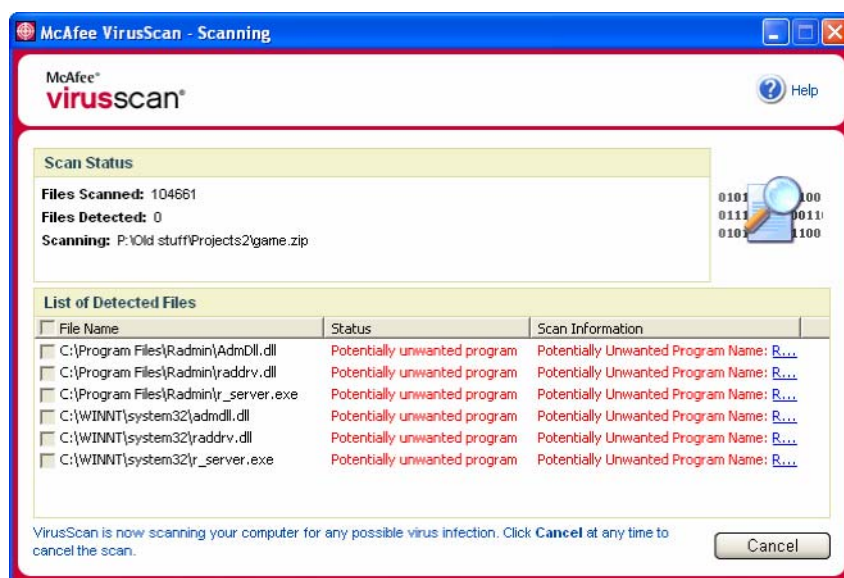 McAfee VirusScan - Scanning
McAfee®
virusscan®
Help
Scan Status
Files Scanned: 104661
Files Detected: 0
Scanning: P:\Old stuff\Projects2\game.zip
0101 100
0111 0011
0101 1100
List of Detected Files
File Name Status Scan Information
C:\Program Files\Radmin\AdmDll.dll Potentially unwanted program Potentially Unwanted Program Name: R...
C:\Program Files\Radmin\raddrv.dll Potentially unwanted program Potentially Unwanted Program Name: R...
C:\Program Files\Radmin\r_server.exe Potentially unwanted program Potentially Unwanted Program Name: R...
C:\WINNT\system32\admdll.dll Potentially unwanted program Potentially Unwanted Program Name: R...
C:\WINNT\system32\raddrv.dll Potentially unwanted program Potentially Unwanted Program Name: R...
C:\WINNT\system32\r_server.exe Potentially unwanted program Potentially Unwanted Program Name: R...
VirusScan is now scanning your computer for any possible virus infection. Click Cancel at any time to
cancel the scan.
Cancel